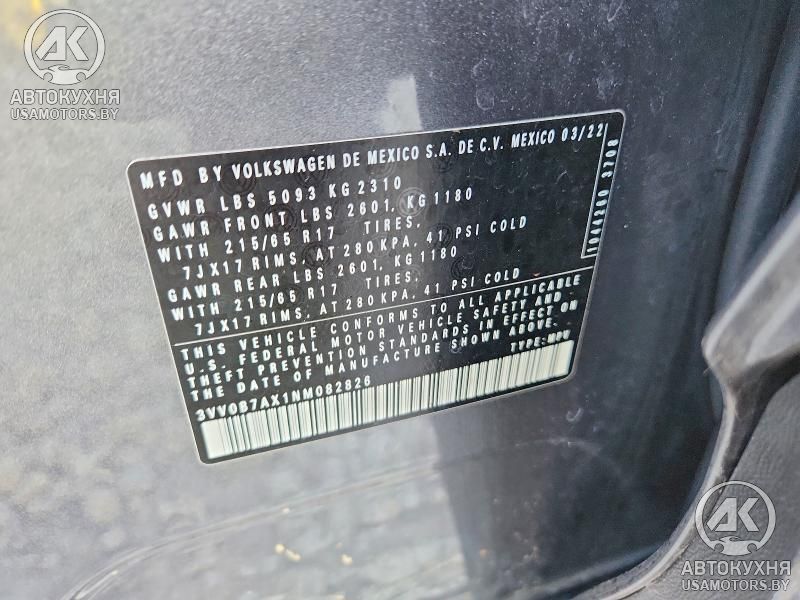 АК
АВТОКУХНЯ
USAMOTORS.BY
MFD BY VOLKSWAGEN DE MEXICO S.A. DE C.V. MEXICO 03/22
GVWR LBS 5093 KG 2310
GAWR FRONT LBS 2601, KG 1180
WITH 215/65 R17 TIRES,
7JX17 RIMS, AT 280 KPA, 41 PSI COLD
GAWR REAR LBS 2601, KG 1180
WITH 215/65 R17 TIRES,
7JX17 RIMS, AT 280 KPA, 41 PSI COLD
THIS VEHICLE CONFORMS TO ALL APPLICABLE
U.S. FEDERAL MOTOR VEHICLE SAFETY AND
THEFT PREVENTION STANDARDS IN EFFECT ON
THE DATE OF MANUFACTURE SHOWN ABOVE.
3VV0B7AX1NM082826 TYPE: MPV
3708
АК
АВТОКУХНЯ
USAMOTORS.BY